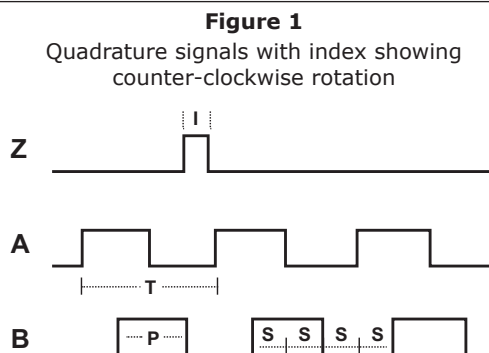 Figure 1
Quadrature signals with index showing
counter-clockwise rotation
I
Z
A
T
B
P
S S S S